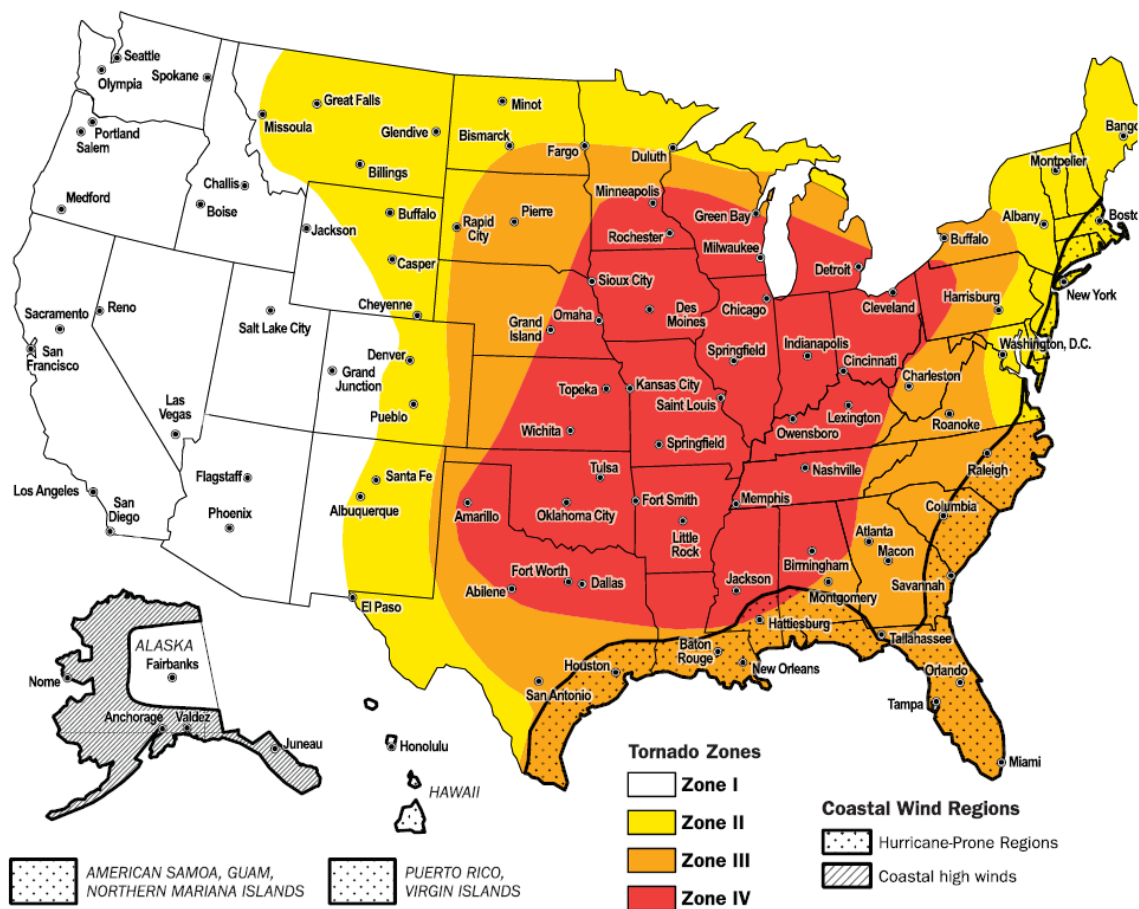 Seattle
Olympia
Spokane
Portland
Salem
Medford
Challis
Boise
Great Falls
Missoula
Glendive
Billings
Minot
Bismarck
Fargo
Duluth
Minneapolis
Rochester
Green Bay
Milwaukee
Buffalo
Jackson
Casper
Cheyenne
Rapid
City
Pierre
Sioux City
Omaha
Grand
Island
Des
Moines
Chicago
Detroit
Cleveland
Buffalo
Harrisburg
Albany
Montpelier
Bango
Bosto
New York
Washington, D.C.
Sacramento
San
Francisco
Reno
Salt Lake City
Las
Vegas
Grand
Junction
Denver
Pueblo
Topeka
Kansas City
Wichita
Springfield
Saint Louis
Springfield
Indianapolis
Cincinnati
Lexington
Owensboro
Charleston
Roanoke
Raleigh
Los Angeles
San
Diego
Flagstaff
Phoenix
Santa Fe
Albuquerque
El Paso
Amarillo
Tulsa
Oklahoma City
Fort Smith
Little
Rock
Memphis
Nashville
Fort Worth
Dallas
Abilene
Jackson
Birmingham
Montgomery
Atlanta
Macon
Columbia
Savannah
Hattiesburg
Tallahassee
Baton
Rouge
New Orleans
Houston
San Antonio
Orlando
Tampa
Miami
ALASKA
Fairbanks
Nome
Anchorage
Valdez
Juneau
Honolulu
HAWAII
AMERICAN SAMOA, GUAM,
NORTHERN MARIANA ISLANDS
PUERTO RICO,
VIRGIN ISLANDS
Tornado Zones
Zone I
Zone II
Zone III
Zone IV
Coastal Wind Regions
Hurricane-Prone Regions
Coastal high winds